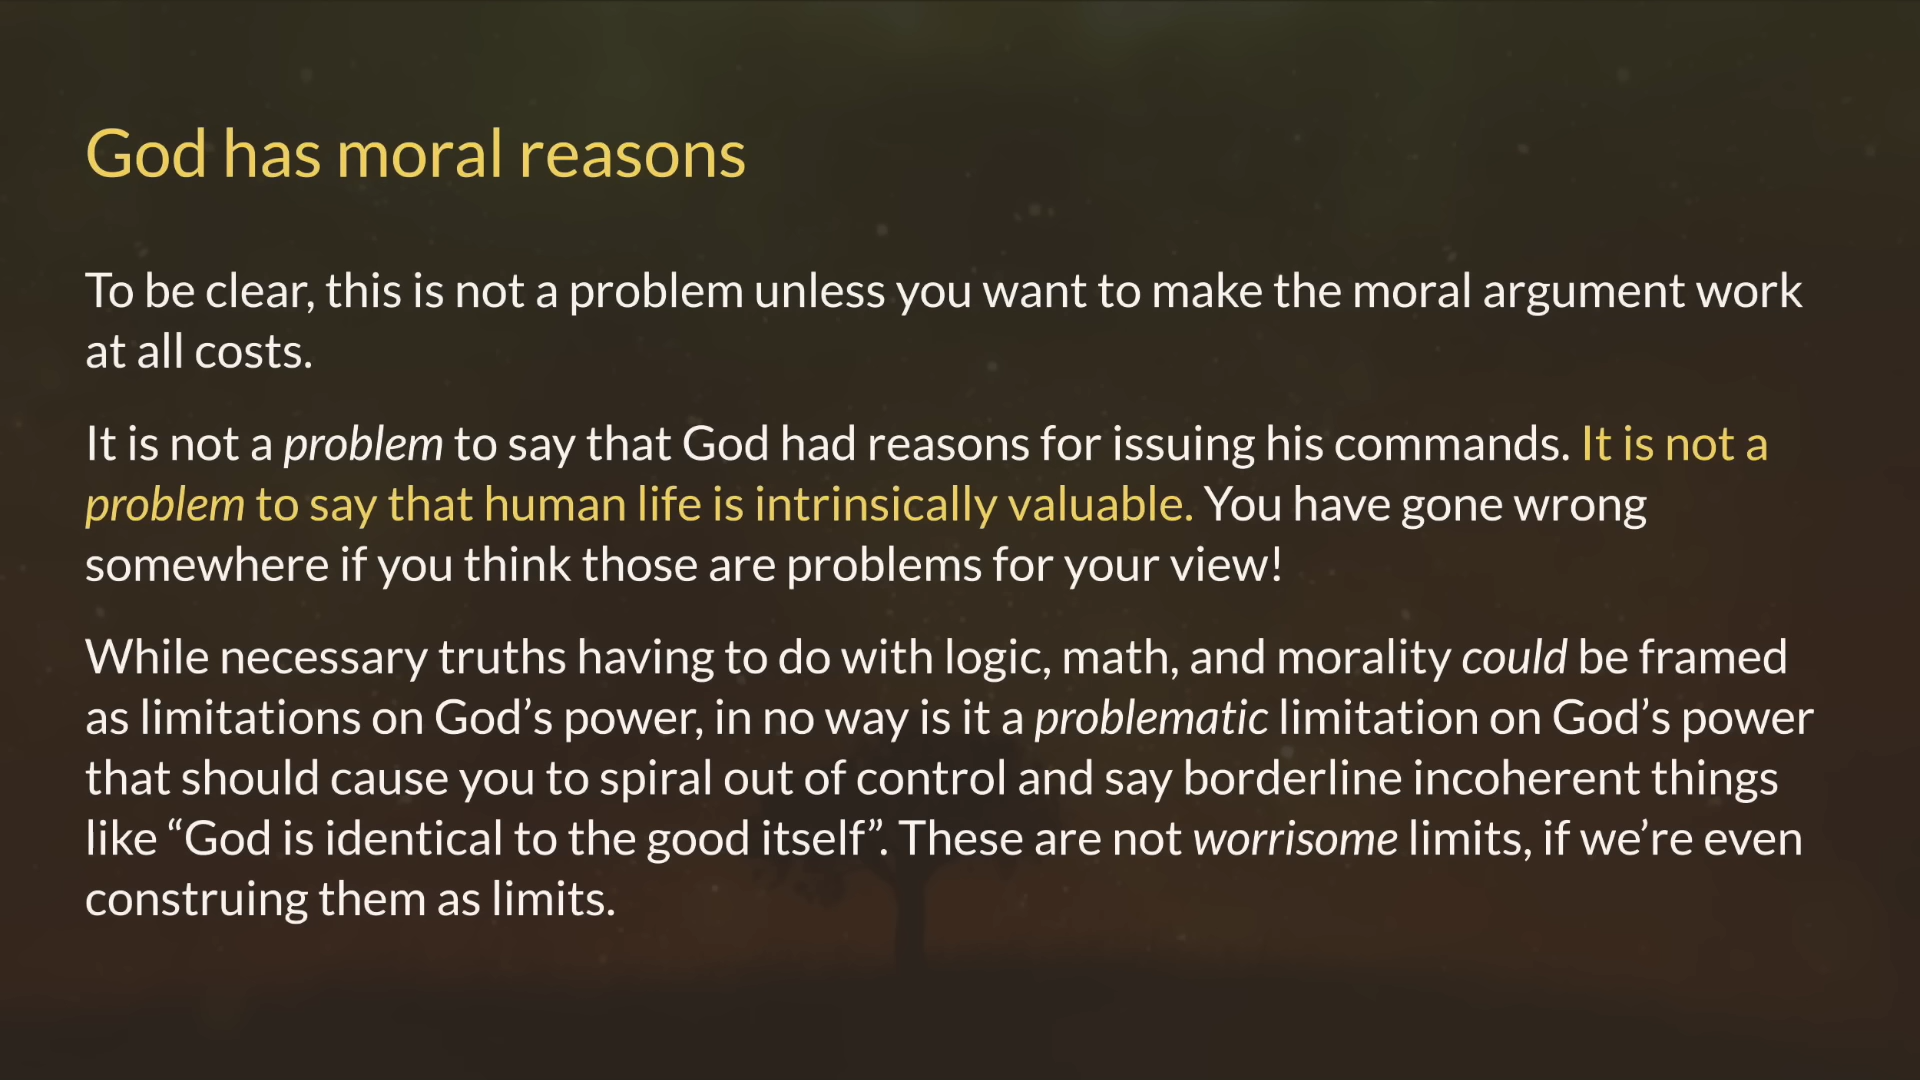 God has moral reasons
To be clear, this is not a problem unless you want to make the moral argument work
at all costs.
It is not a problem to say that God had reasons for issuing his commands. It is not a
problem to say that human life is intrinsically valuable. You have gone wrong
somewhere if you think those are problems for your view!
While necessary truths having to do with logic, math, and morality could be framed
as limitations on God’s power, in no way is it a problematic limitation on God’s power
that should cause you to spiral out of control and say borderline incoherent things
like “God is identical to the good itself”. These are not worrisome limits, if we’re even
construing them as limits.